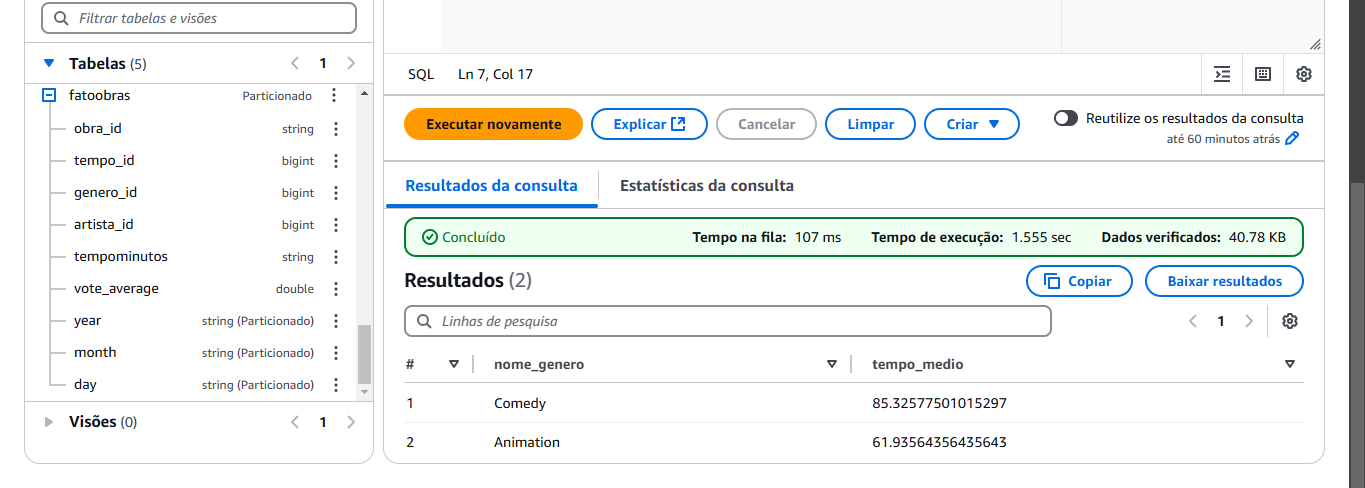 Filtrar tabelas e visões
Tabelas (5)
1
fatoobras Particionado
obra_id string
tempo_id bigint
genero_id bigint
artista_id bigint
tempominutos string
vote_average double
year string (Particionado)
month string (Particionado)
day string (Particionado)
Visões (0)
1
SQL Ln 7, Col 17
Executar novamente Explicar Cancelar Limpar Criar
Reutilize os resultados da consulta
até 60 minutos atrás
Resultados da consulta Estatísticas da consulta
Concluído Tempo na fila: 107 ms Tempo de execução: 1.555 sec Dados verificados: 40.78 KB
Resultados (2) Copiar Baixar resultados
Linhas de pesquisa
1
# nome_genero tempo_medio
1 Comedy 85.32577501015297
2 Animation 61.93564356435643